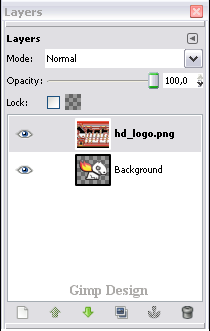 Layers
Layers
Mode: Normal
Opacity: 100,0
Lock:
hd_logo.png
Background
Gimp Design